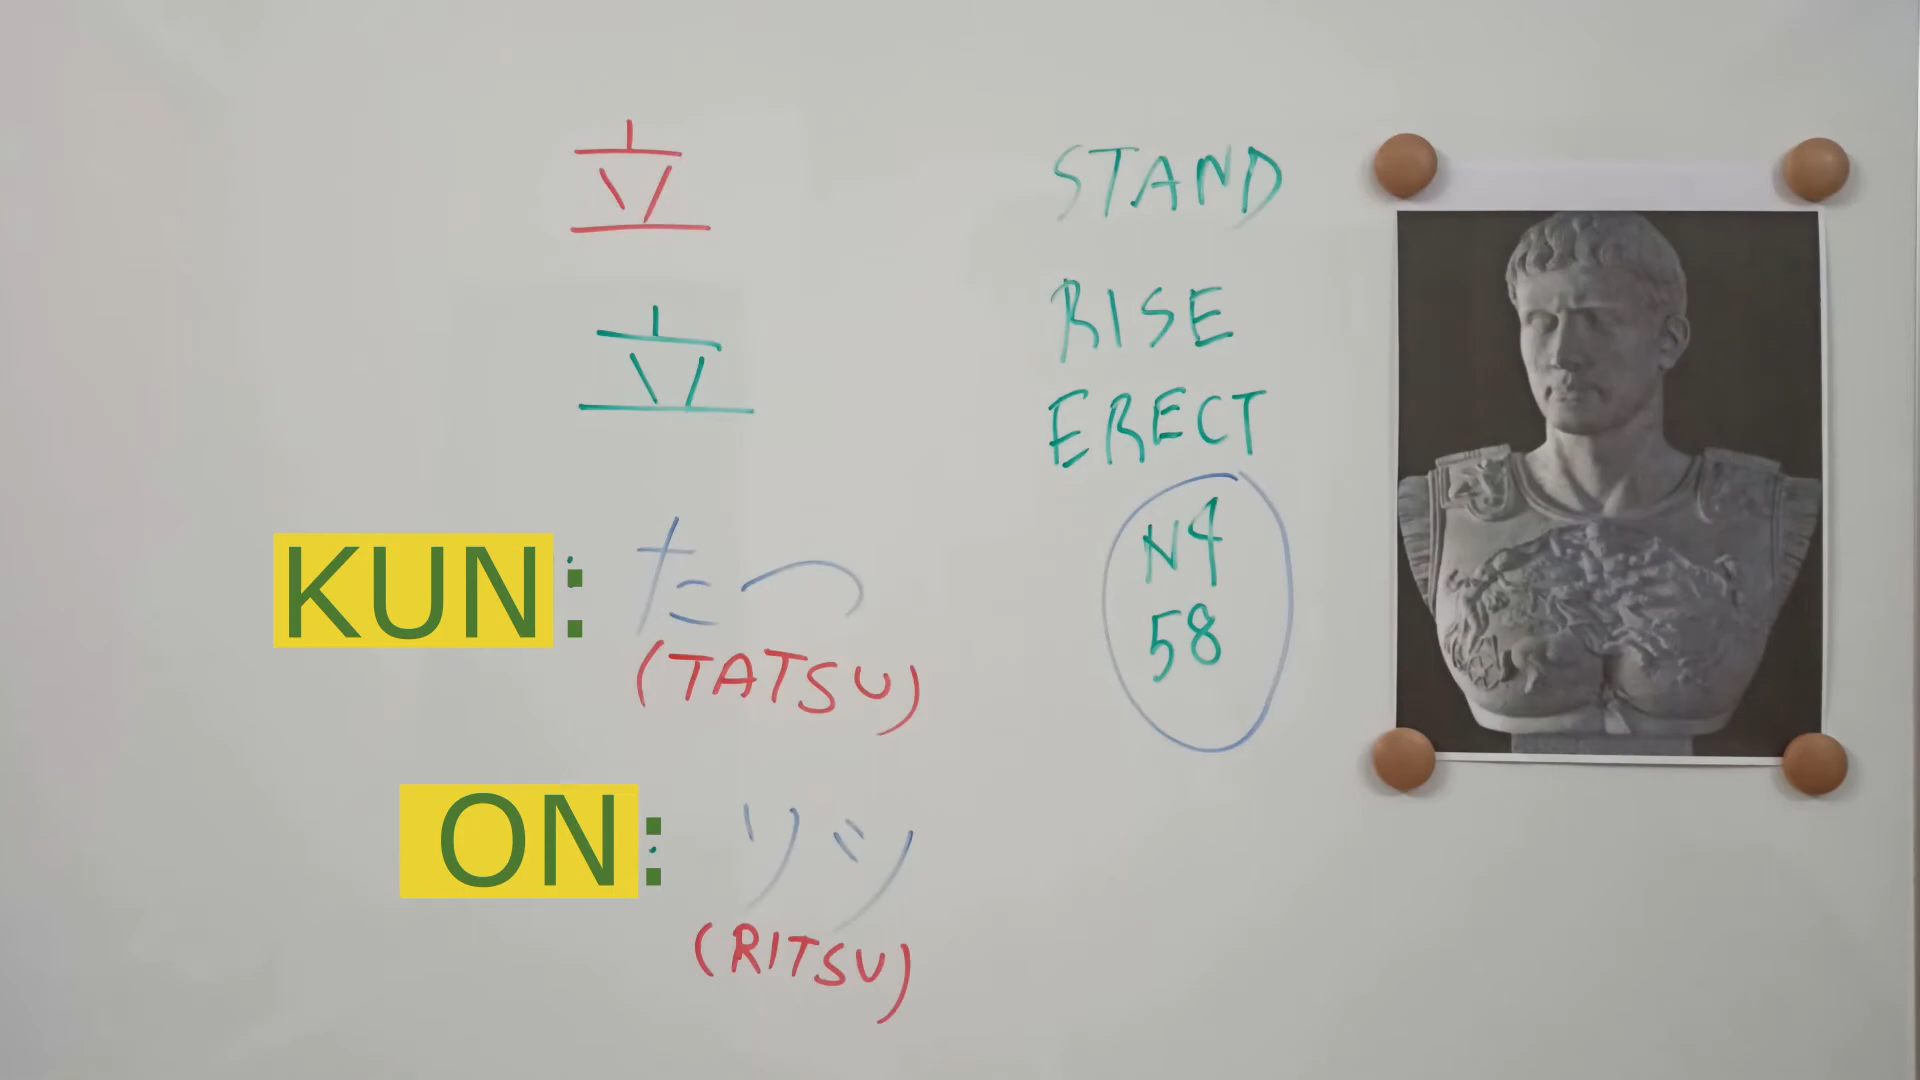 立
立
STAND
RISE
ERECT
N4
58
KUN: たつ
(TATSU)
ON: リツ
(RITSU)